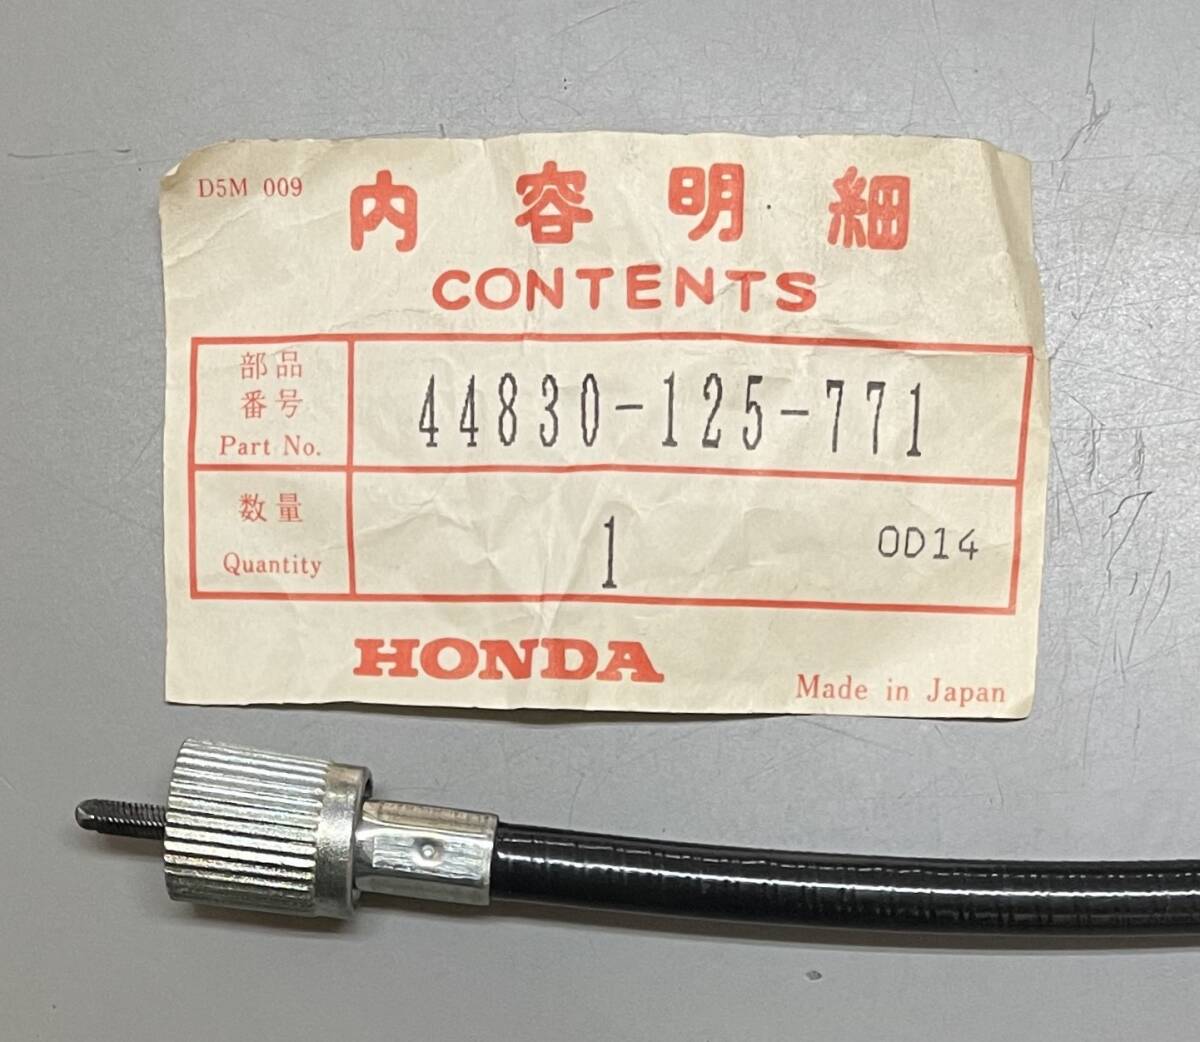 D5M 009
内容明細
CONTENTS
部品
番号
Part No.
44830-125-771
数量
Quantity
1
0D14
HONDA
Made in Japan